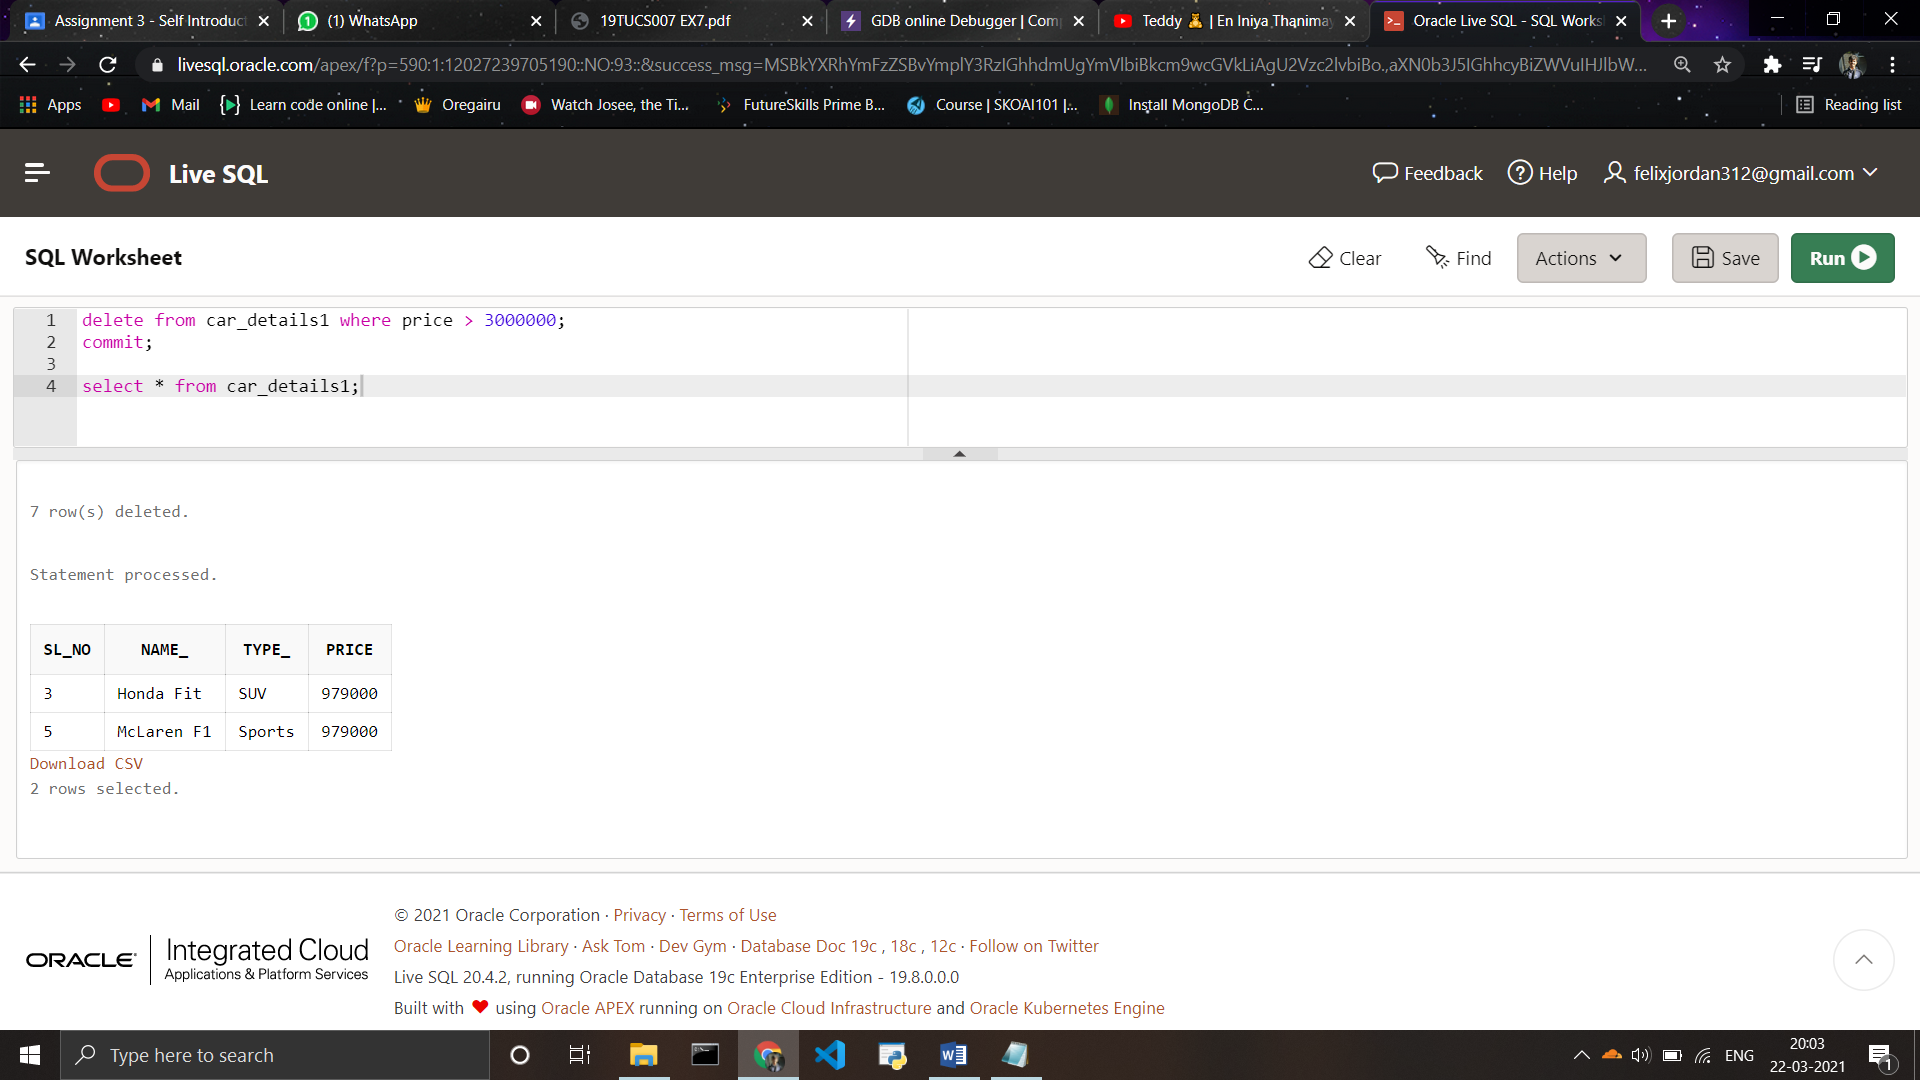 Assignment 3 - Self Introduct
(1) WhatsApp
19TUCS007 EX7.pdf
GDB online Debugger | Com
Teddy | En Iniya Thanima
Oracle Live SQL - SQL Works
livesql.oracle.com/apex/f?p=590:1:12027239705190::NO:93::&success_msg=
Apps
Mail
Learn code online |...
Oregairu
Watch Josee, the Ti...
FutureSkills Prime B...
Course | SKOAI101 |...
Install MongoDB C...
Reading list
Live SQL
Feedback
Help
felixjordan312@gmail.com
SQL Worksheet
Clear
Find
Actions
Save
Run
1 delete from car_details1 where price > 3000000;
2 commit;
3
4 select * from car_details1;
7 row(s) deleted.
Statement processed.
SL_NO NAME_ TYPE_ PRICE
3 Honda Fit SUV 979000
5 McLaren F1 Sports 979000
Download CSV
2 rows selected.
© 2021 Oracle Corporation · Privacy · Terms of Use
Oracle Learning Library · Ask Tom · Dev Gym · Database Doc 19c , 18c , 12c · Follow on Twitter
Live SQL 20.4.2, running Oracle Database 19c Enterprise Edition - 19.8.0.0.0
Built with ❤ using Oracle APEX running on Oracle Cloud Infrastructure and Oracle Kubernetes Engine
ORACLE
Integrated Cloud
Applications & Platform Services
Type here to search
ENG
20:03
22-03-2021
1